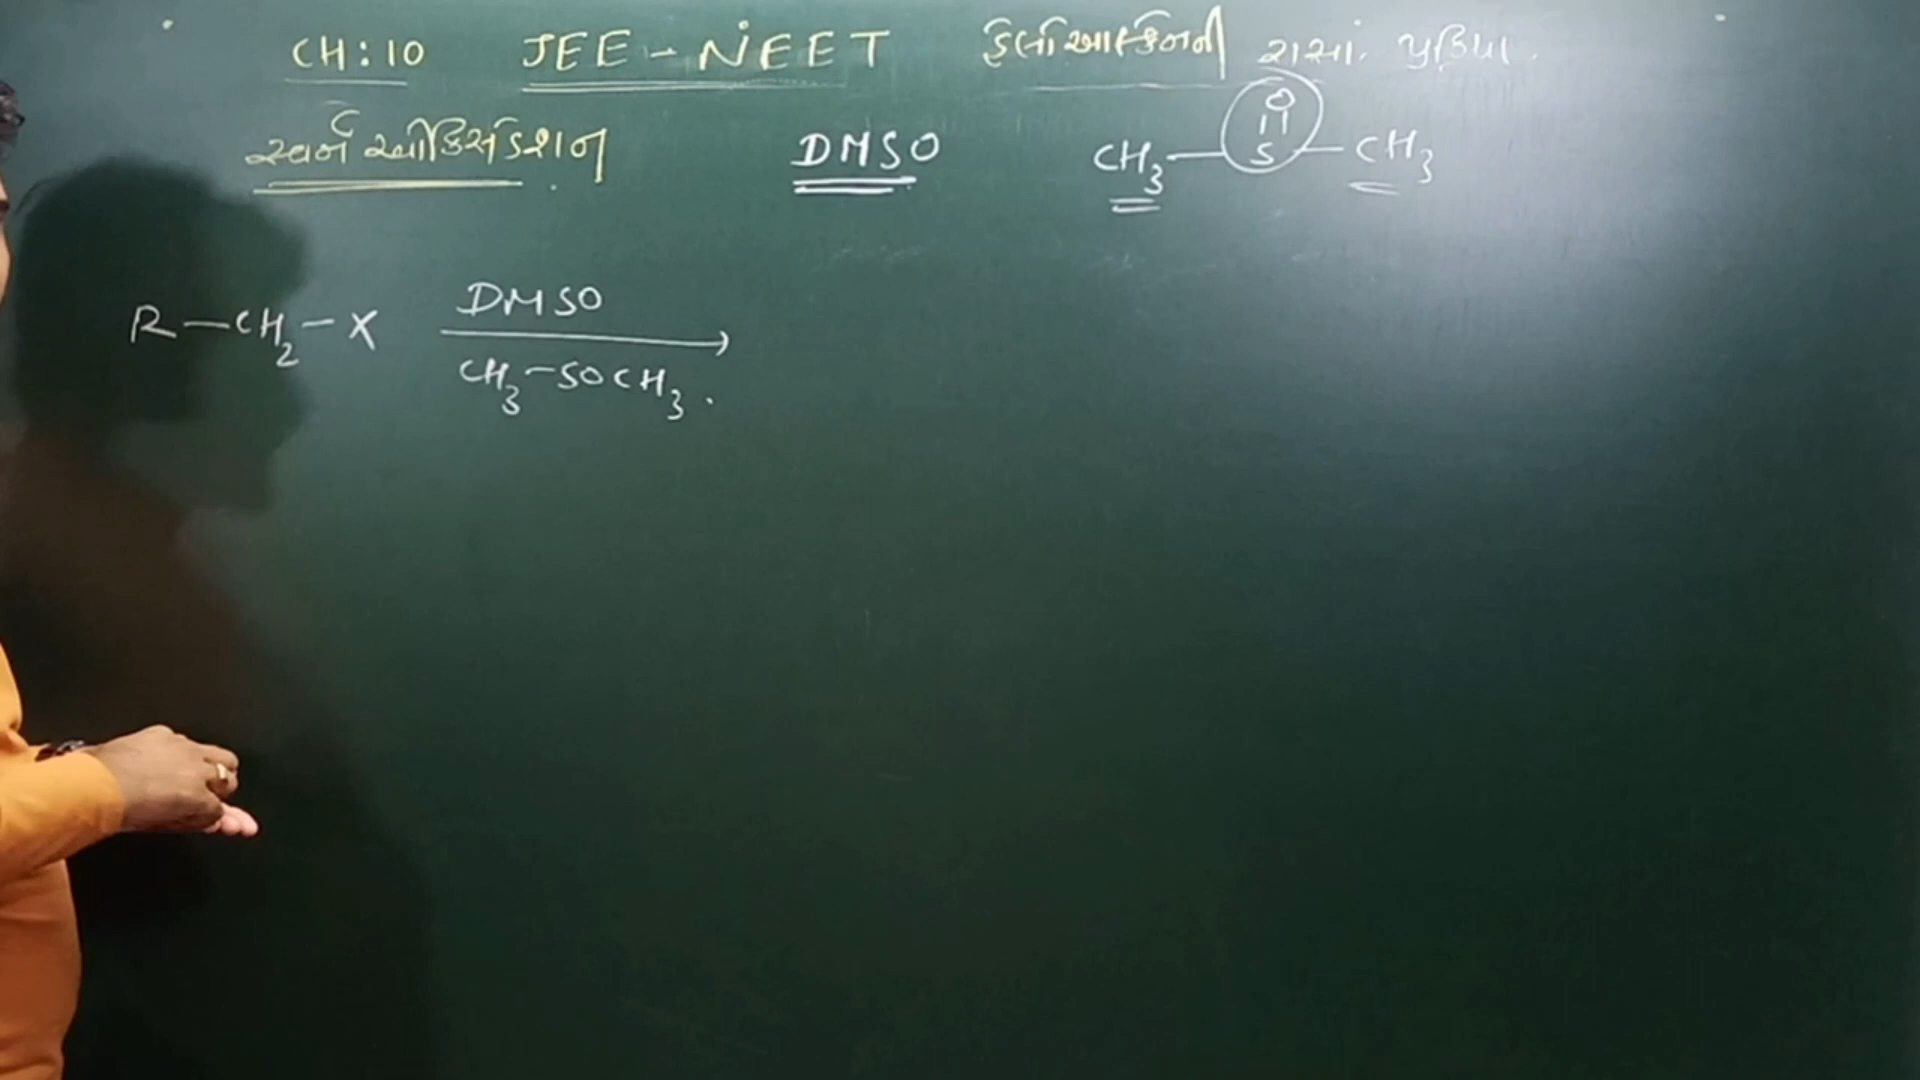 CH: 10 JEE - NEET હેલોઆલ્કેનની રાસા. પ્રક્રિયા.
સ્વર્ન ઓક્સિડેશન DMSO CH3 - S - CH3
O
R - CH2 - X DMSO
CH3 - SOCH3.